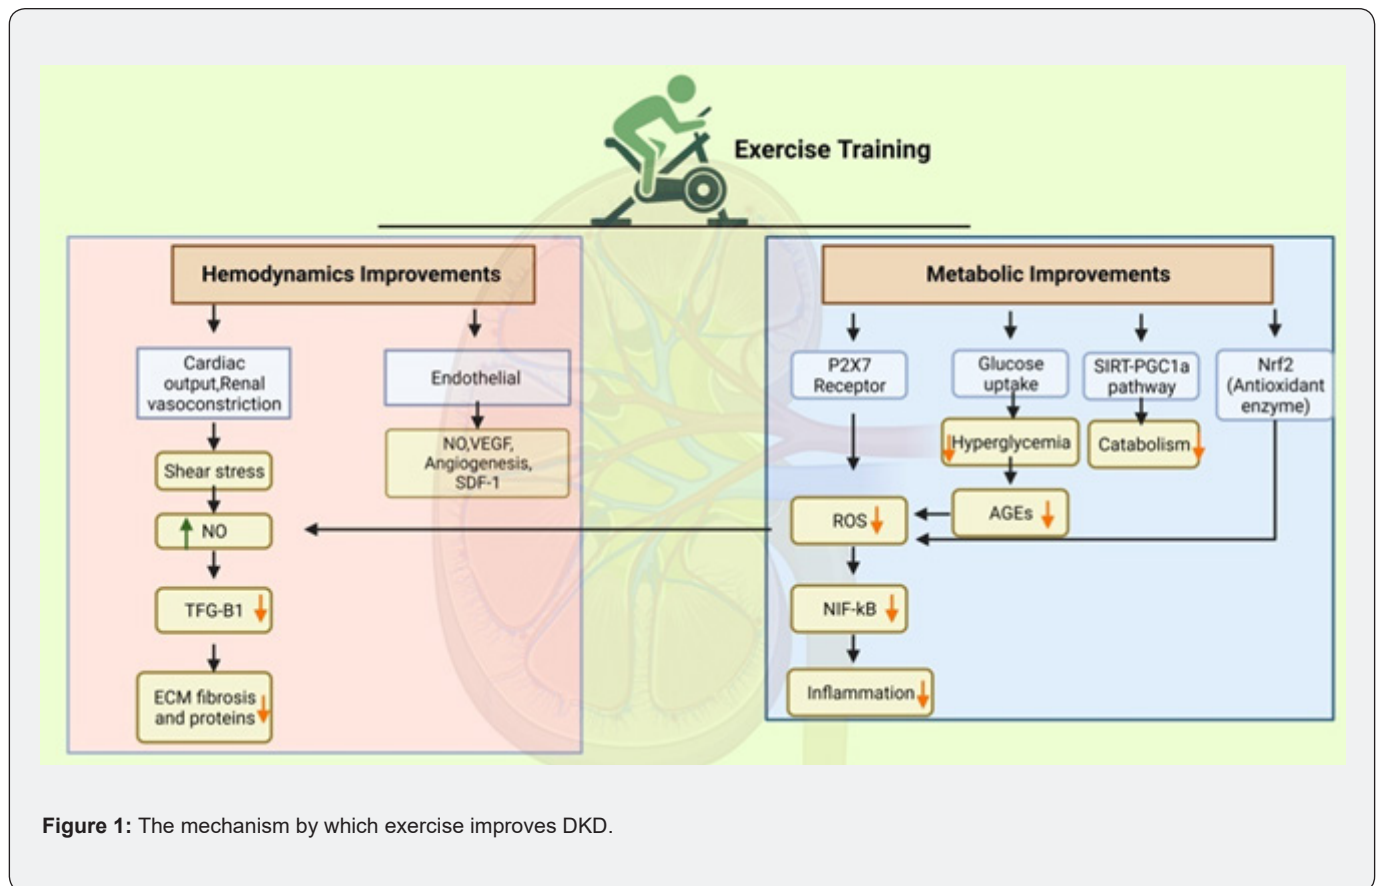 Exercise Training
Hemodynamics Improvements
Cardiac
output,Renal
vasoconstriction
Shear stress
NO
TFG-B1
ECM fibrosis
and proteins
Endothelial
NO,VEGF,
Angiogenesis,
SDF-1
Metabolic Improvements
P2X7
Receptor
ROS
NIF-kB
Inflammation
Glucose
uptake
Hyperglycemia
AGEs
SIRT-PGC1a
pathway
Catabolism
Nrf2
(Antioxidant
enzyme)
Figure 1: The mechanism by which exercise improves DKD.